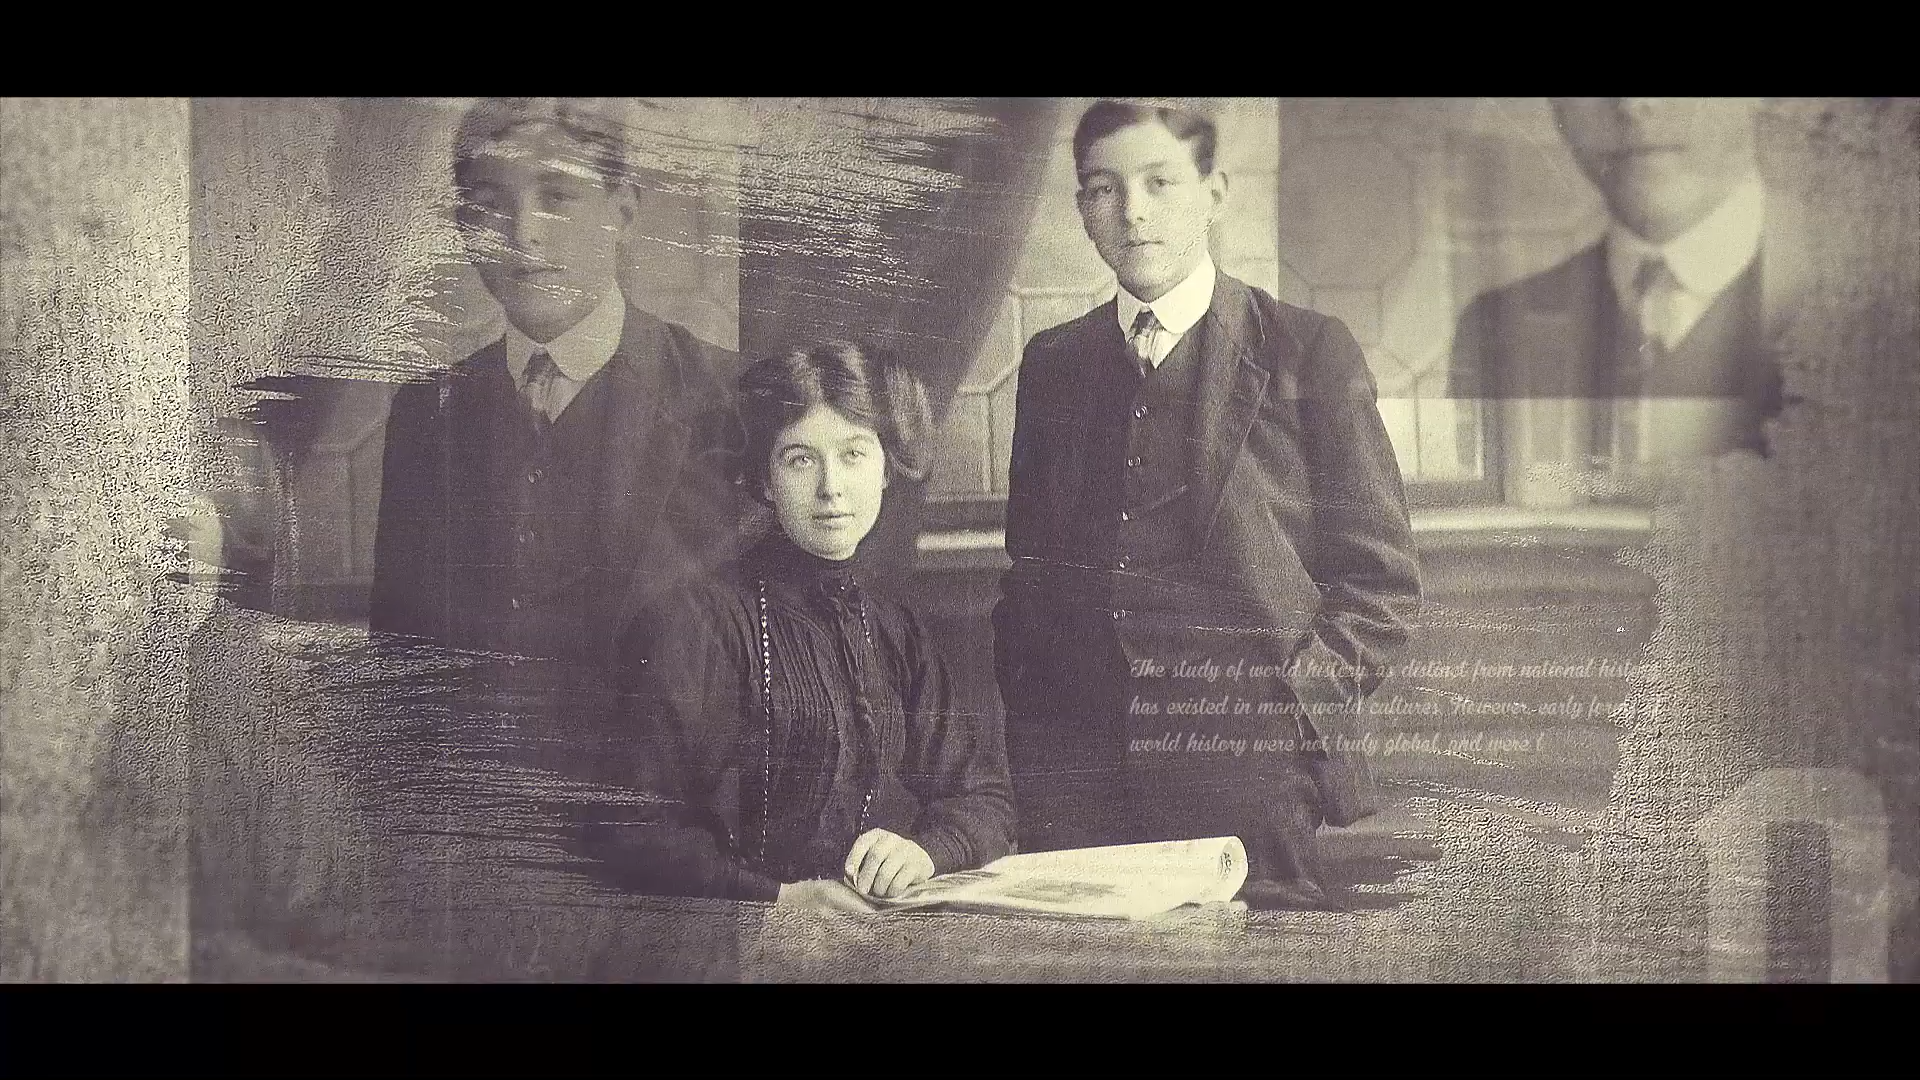 The study of world history, as distinct from national history
has existed in many world cultures. However, early forms
world history were not truly global, and were l